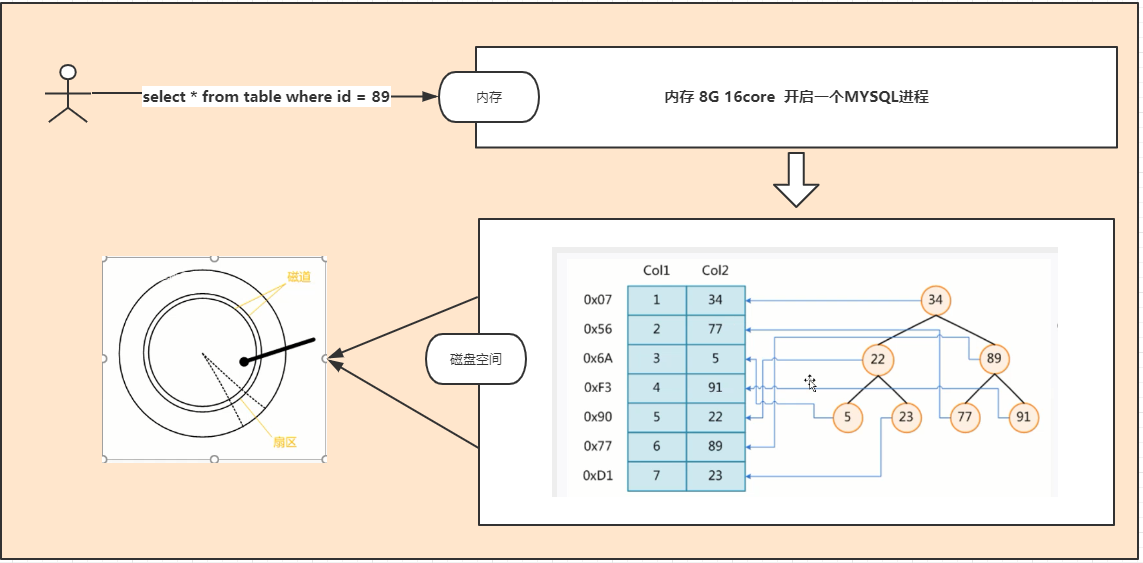 select * from table where id = 89
内存
内存 8G 16core 开启一个MYSQL进程
磁道
扇区
磁盘空间
Col1 Col2
0x07 1 34 34
0x56 2 77
0x6A 3 5 22 89
0xF3 4 91
0x90 5 22 5 23 77 91
0x77 6 89
0xD1 7 23